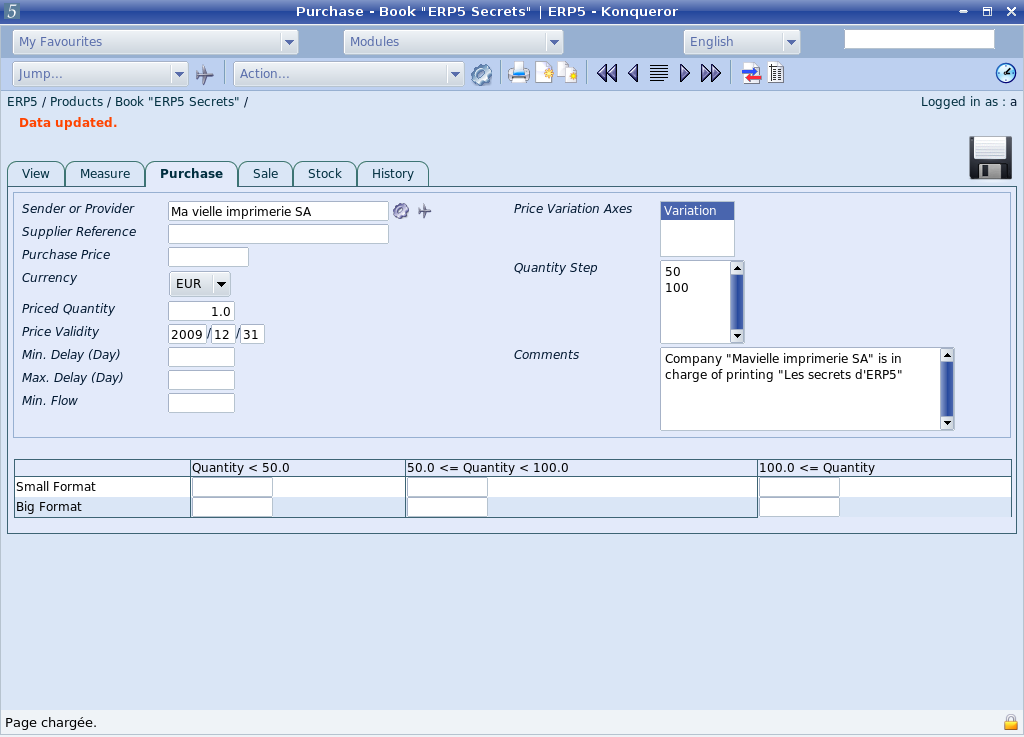 5 Purchase - Book "ERP5 Secrets" | ERP5 - Konqueror
My Favourites Modules English
Jump... Action...
ERP5 / Products / Book "ERP5 Secrets" / Logged in as : a
Data updated.
View Measure Purchase Sale Stock History
Sender or Provider Ma vielle imprimerie SA Price Variation Axes Variation
Supplier Reference
Purchase Price
Currency EUR Quantity Step 50
100
Priced Quantity 1.0
Price Validity 2009 / 12 / 31
Min. Delay (Day) Comments Company "Mavielle imprimerie SA" is in
charge of printing "Les secrets d'ERP5"
Max. Delay (Day)
Min. Flow
Quantity < 50.0 50.0 <= Quantity < 100.0 100.0 <= Quantity
Small Format
Big Format
Page chargée.